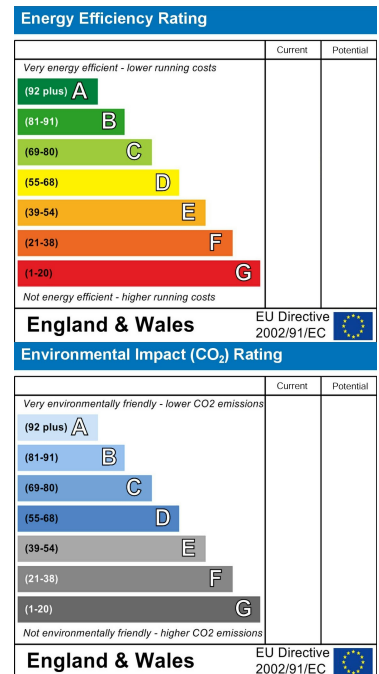 Energy Efficiency Rating
Current Potential
Very energy efficient - lower running costs
(92 plus) A
(81-91) B
(69-80) C
(55-68) D
(39-54) E
(21-38) F
(1-20) G
Not energy efficient - higher running costs
England & Wales
EU Directive
2002/91/EC
Environmental Impact (CO₂) Rating
Current Potential
Very environmentally friendly - lower CO2 emissions
(92 plus) A
(81-91) B
(69-80) C
(55-68) D
(39-54) E
(21-38) F
(1-20) G
Not environmentally friendly - higher CO2 emissions
England & Wales
EU Directive
2002/91/EC